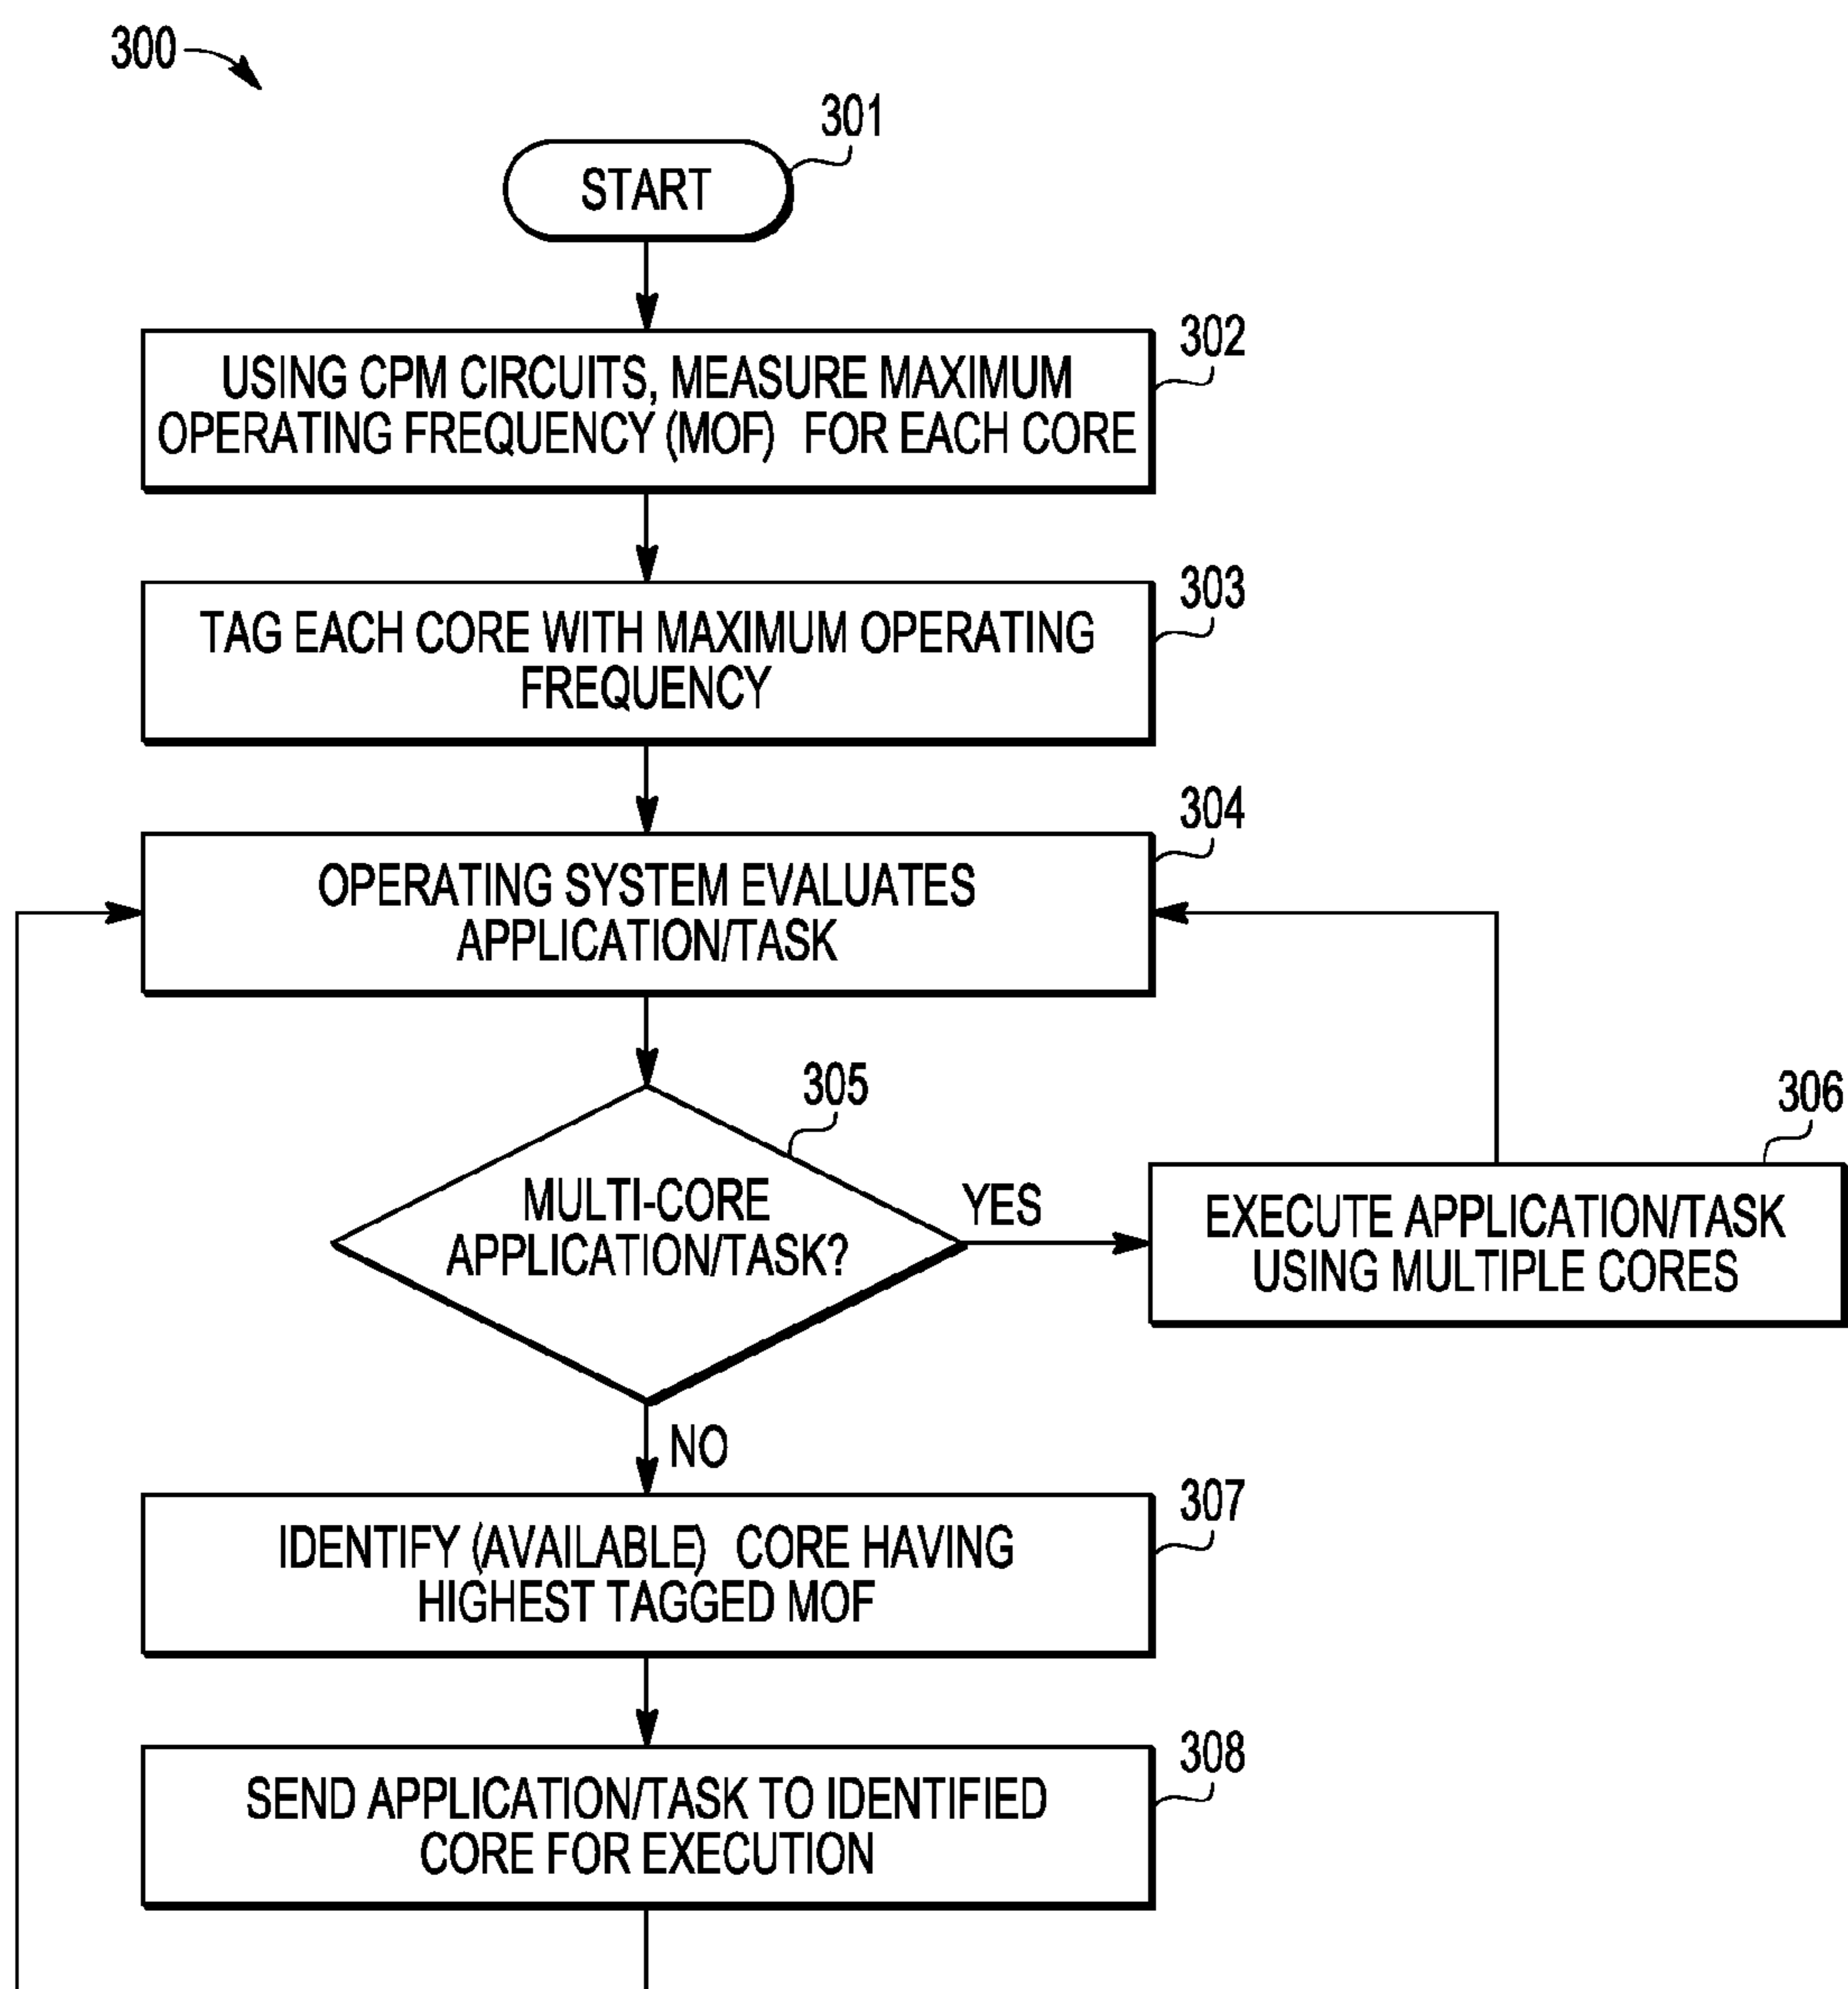 300
301
START
302
USING CPM CIRCUITS, MEASURE MAXIMUM
OPERATING FREQUENCY (MOF) FOR EACH CORE
303
TAG EACH CORE WITH MAXIMUM OPERATING
FREQUENCY
304
OPERATING SYSTEM EVALUATES
APPLICATION/TASK
305
MULTI-CORE
APPLICATION/TASK?
YES
306
EXECUTE APPLICATION/TASK
USING MULTIPLE CORES
NO
307
IDENTIFY (AVAILABLE) CORE HAVING
HIGHEST TAGGED MOF
308
SEND APPLICATION/TASK TO IDENTIFIED
CORE FOR EXECUTION